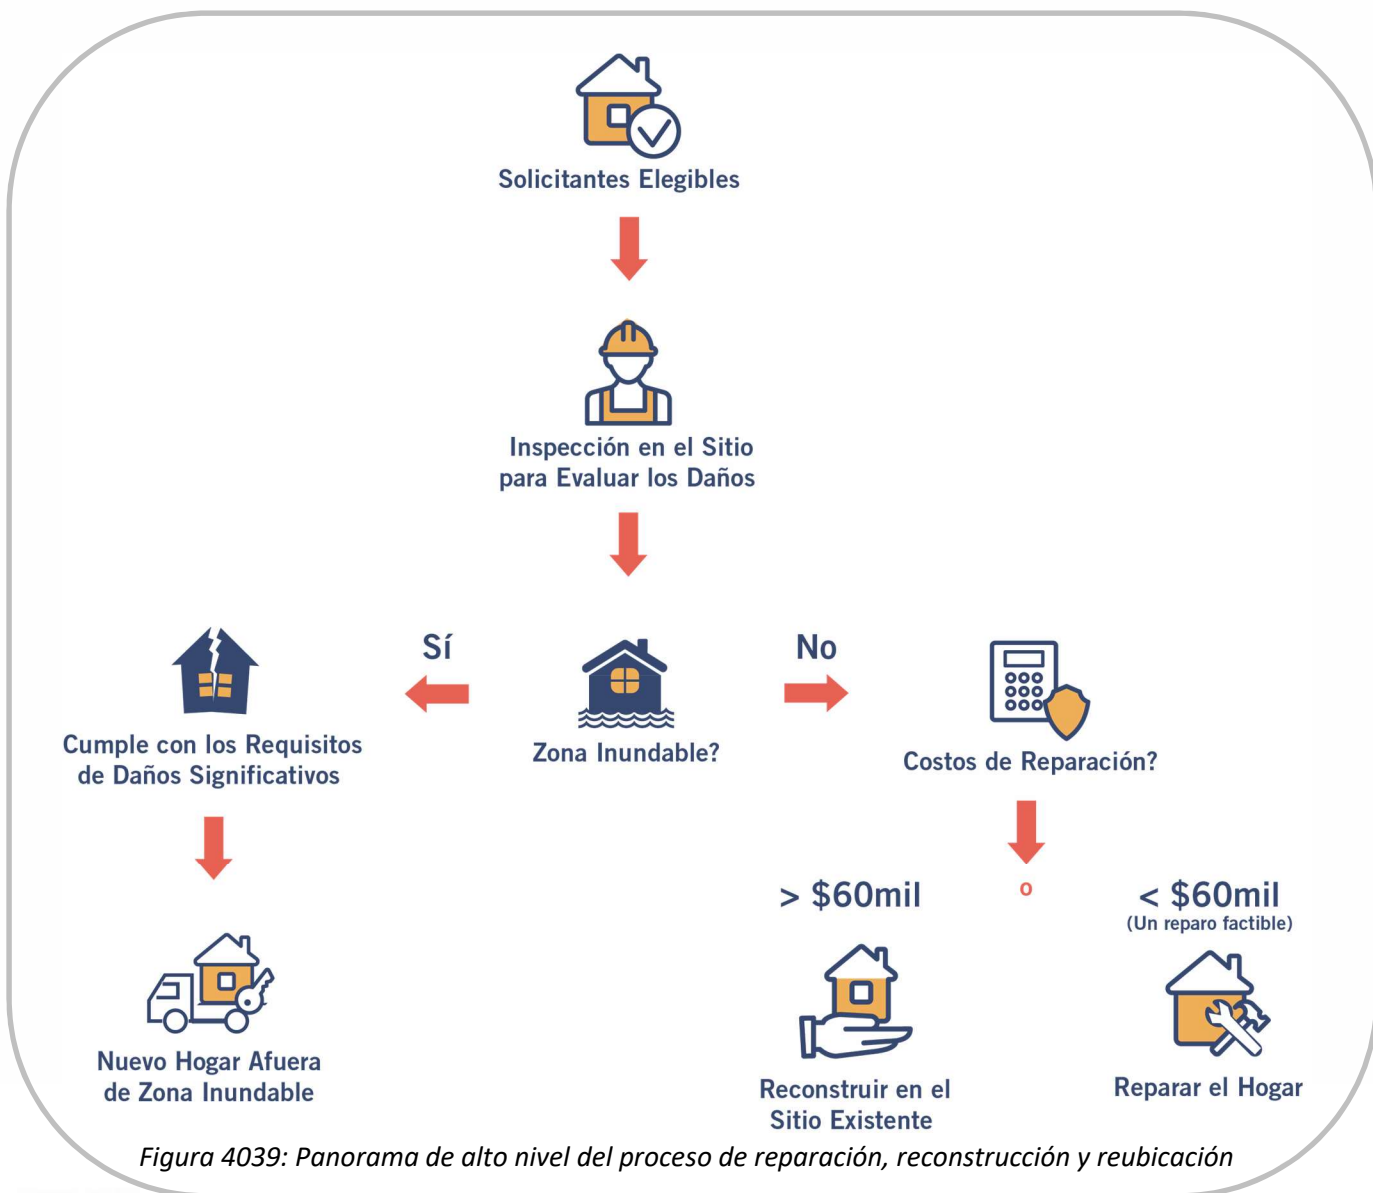 Solicitantes Elegibles
Inspección en el Sitio
para Evaluar los Daños
Sí
No
Cumple con los Requisitos
de Daños Significativos
Zona Inundable?
Costos de Reparación?
> $60mil
o
< $60mil
(Un reparo factible)
Nuevo Hogar Afuera
de Zona Inundable
Reconstruir en el
Sitio Existente
Reparar el Hogar
Figura 4039: Panorama de alto nivel del proceso de reparación, reconstrucción y reubicación